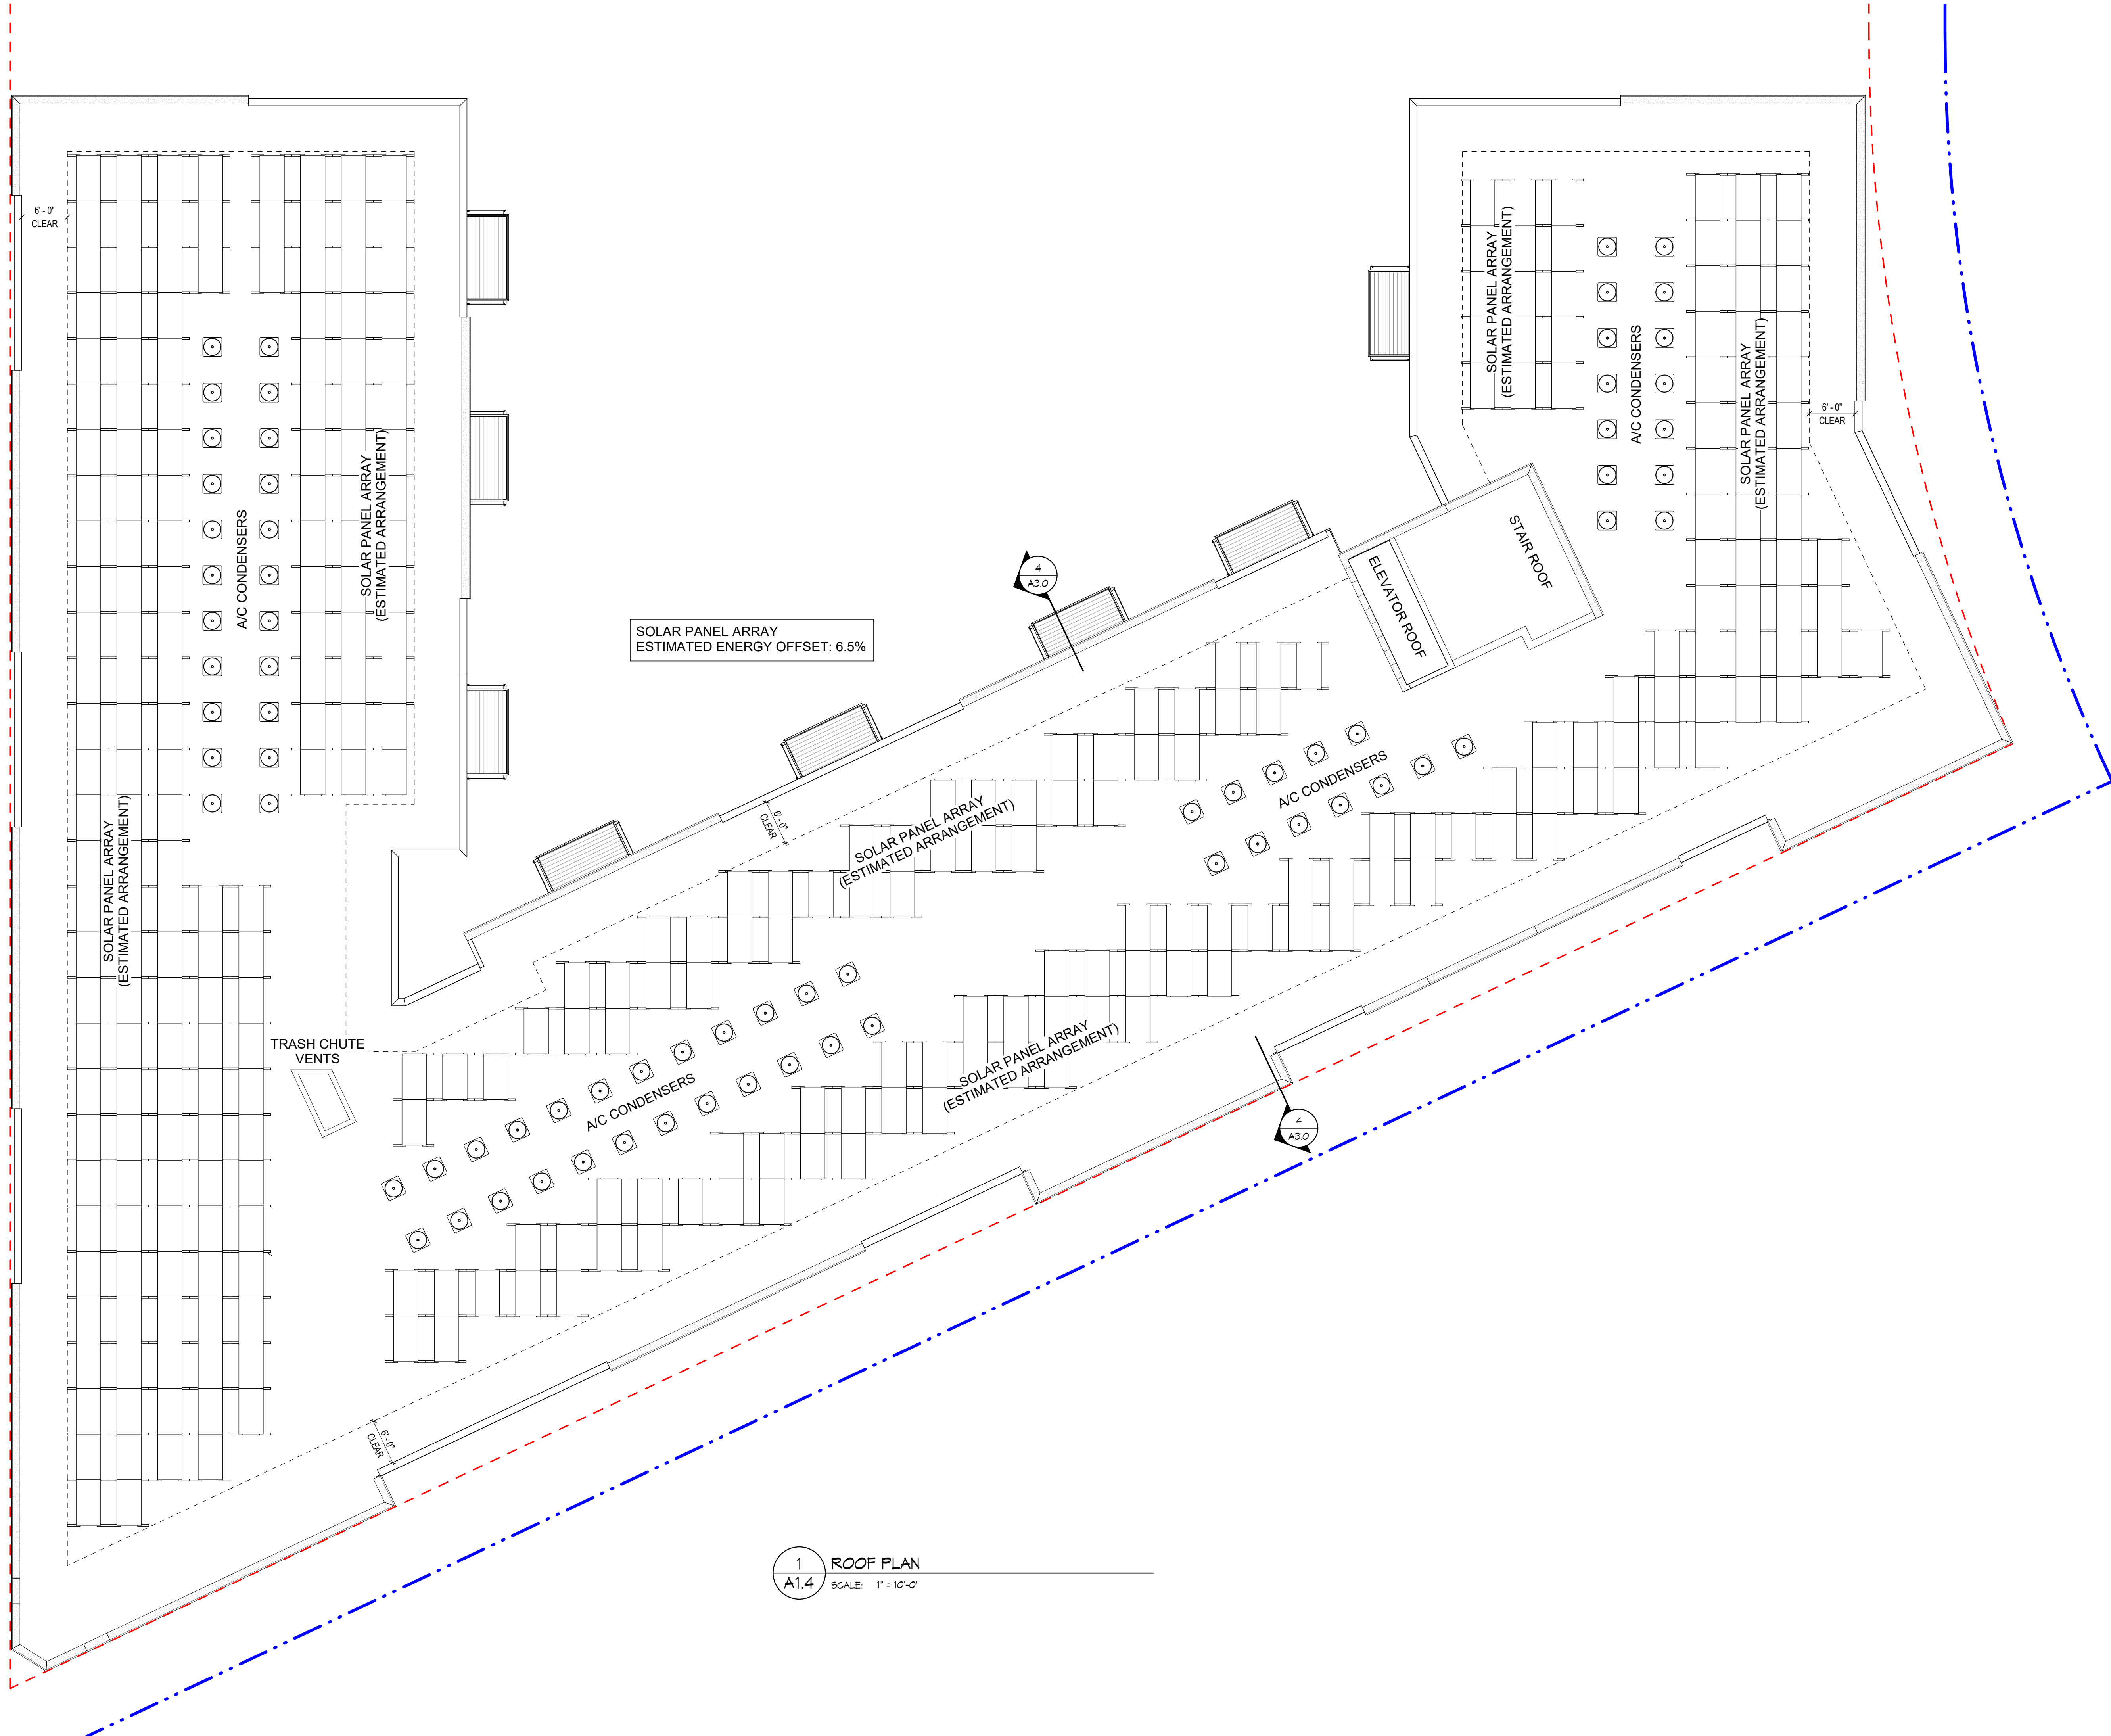 6' - 0"
CLEAR
A/C CONDENSERS
SOLAR PANEL ARRAY
(ESTIMATED ARRANGEMENT)
SOLAR PANEL ARRAY
(ESTIMATED ARRANGEMENT)
TRASH CHUTE
VENTS
SOLAR PANEL ARRAY
ESTIMATED ENERGY OFFSET: 6.5%
4
A3.0
SOLAR PANEL ARRAY
(ESTIMATED ARRANGEMENT)
A/C CONDENSERS
SOLAR PANEL ARRAY
(ESTIMATED ARRANGEMENT)
6' - 0"
CLEAR
STAIR ROOF
ELEVATOR ROOF
6' - 0"
CLEAR
SOLAR PANEL ARRAY
(ESTIMATED ARRANGEMENT)
A/C CONDENSERS
A/C CONDENSERS
SOLAR PANEL ARRAY
(ESTIMATED ARRANGEMENT)
4
A3.0
6' - 0"
CLEAR
1
A1.4
ROOF PLAN
SCALE: 1" = 10'-0"